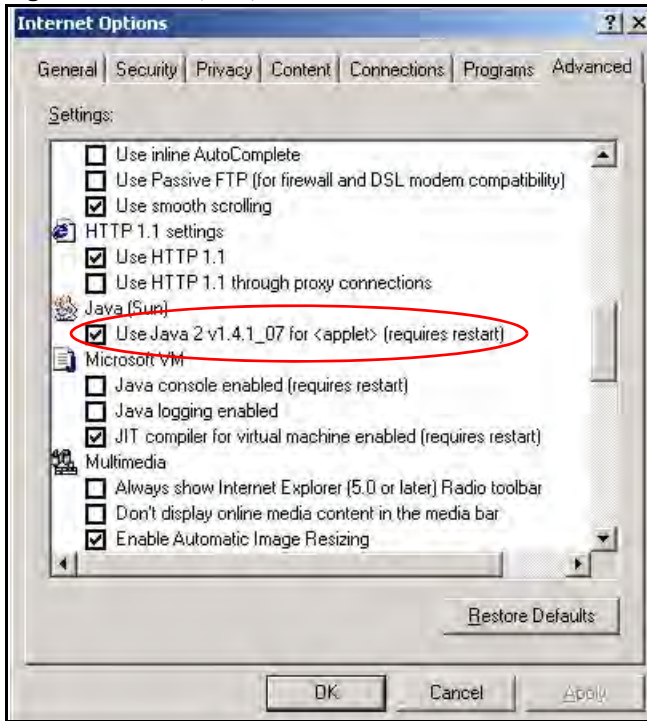 Internet Options
General Security Privacy Content Connections Programs Advanced
Settings:
Use inline AutoComplete
Use Passive FTP (for firewall and DSL modem compatibility)
Use smooth scrolling
HTTP 1.1 settings
Use HTTP 1.1
Use HTTP 1.1 through proxy connections
Java (Sun)
Use Java 2 v1.4.1_07 for <applet> (requires restart)
Microsoft VM
Java console enabled (requires restart)
Java logging enabled
JIT compiler for virtual machine enabled (requires restart)
Multimedia
Always show Internet Explorer (5.0 or later) Radio toolbar
Don't display online media content in the media bar
Enable Automatic Image Resizing
Restore Defaults
OK Cancel Apply